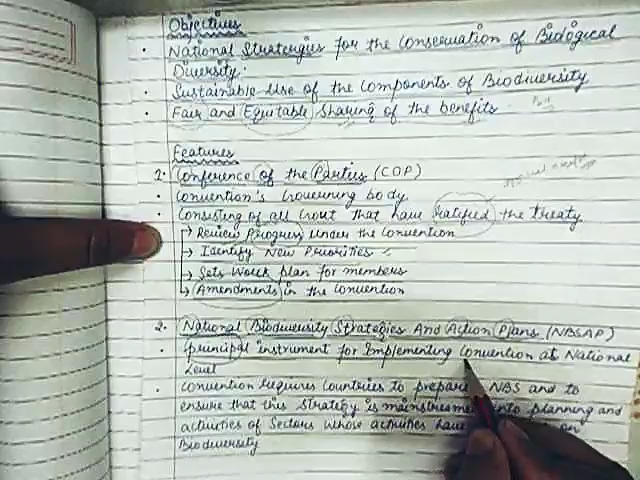 Objectives
• National Strategies for the Conservation of Biological
Diversity.
• Sustainable Use of the Components of Biodiversity
• Fair and Equitable Sharing of the benefits
Features
1. Conference of the Parties (COP)
• Convention's Governing body
• Consisting of all Govt that have ratified the treaty
→ Review Progress Under the Convention
→ Identify New Priorities
→ Sets Work plan for members
→ Amendments in the Convention
2. National Biodiversity Strategies And Action Plans (NBSAP)
• Principal instrument for Implementing Convention at National
Level
• Convention requires Countries to prepare NBS and to
ensure that this Strategy is into planning and
activities of Sectors whose activities have on
Biodiversity